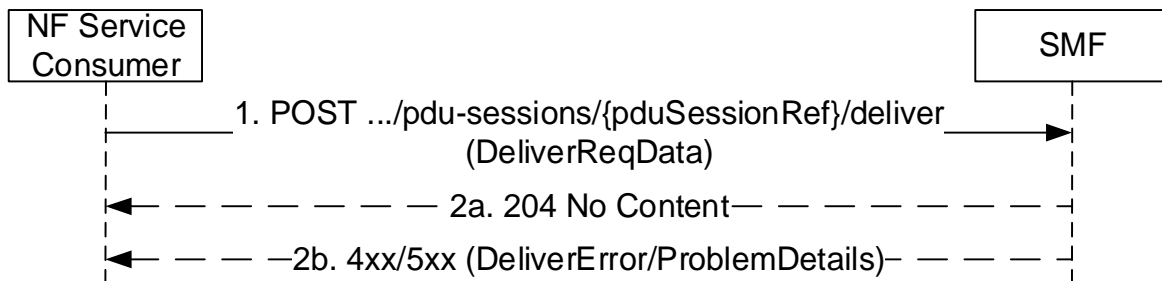 NF Service
Consumer
SMF
1. POST .../pdu-sessions/{pduSessionRef}/deliver
(DeliverReqData)
2a. 204 No Content
2b. 4xx/5xx (DeliverError/ProblemDetails)